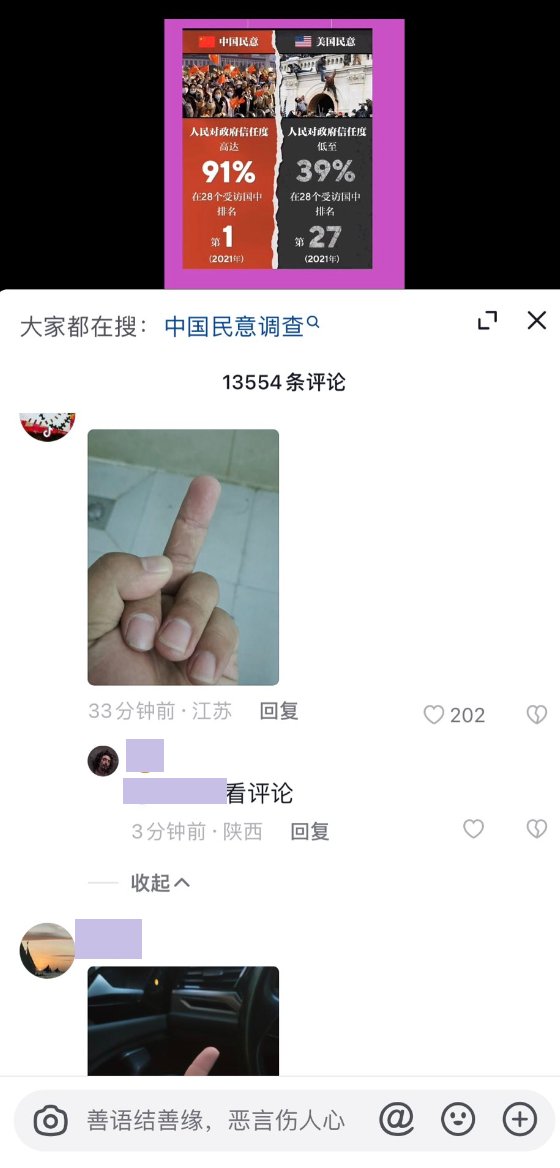 中国民意
美国民意
人民对政府信任度
高达
91%
在28个受访国中
排名
第1
(2021年)
人民对政府信任度
低至
39%
在28个受访国中
排名
第27
(2021年)
大家都在搜：中国民意调查
13554条评论
33分钟前·江苏 回复
202
看评论
3分钟前·陕西 回复
收起
善语结善缘，恶言伤人心